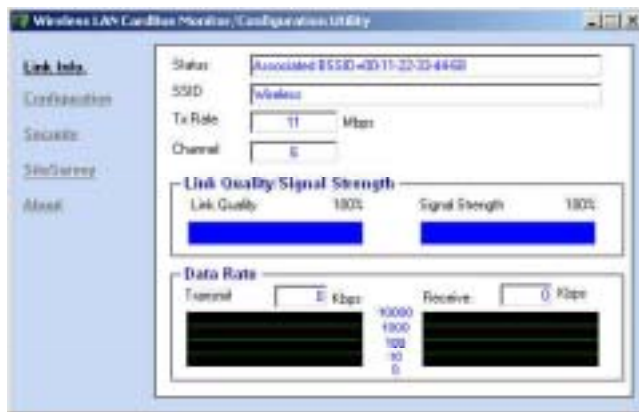 Wireless LAN CardBus Monitor/Configuration Utility
Link Info.
Configuration
Security
SiteSurvey
About
Status Associated BSSID=00-11-22-33-44-68
SSID Wireless
Tx Rate 11 Mbps
Channel 6
Link Quality/Signal Strength
Link Quality 100% Signal Strength 100%
Data Rate
Transmit Kbps Receive 0 Kbps
10000
1000
100
10
0